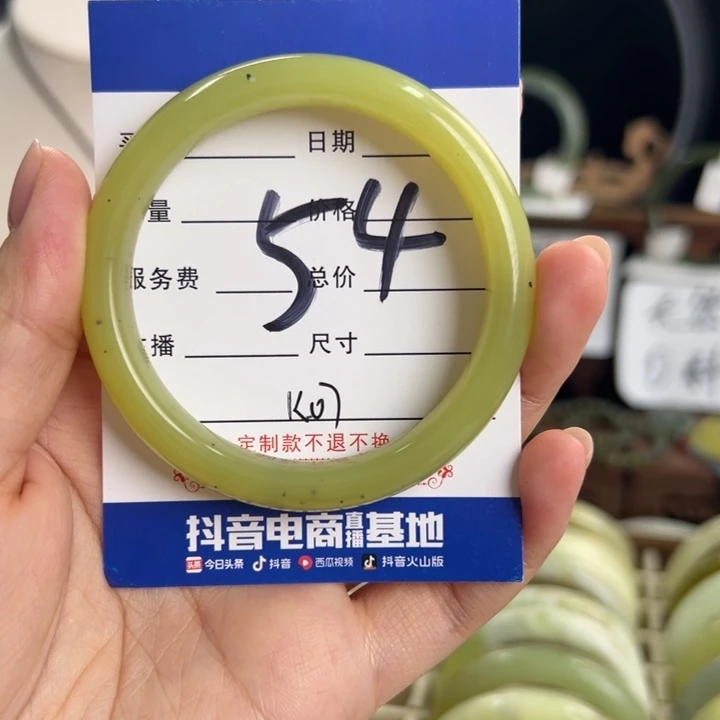 日期
量 价格
54
服务费 总价
播 尺寸
定制款不退不换
抖音电商直播基地
头条 今日头条 抖音 西瓜视频 抖音火山版